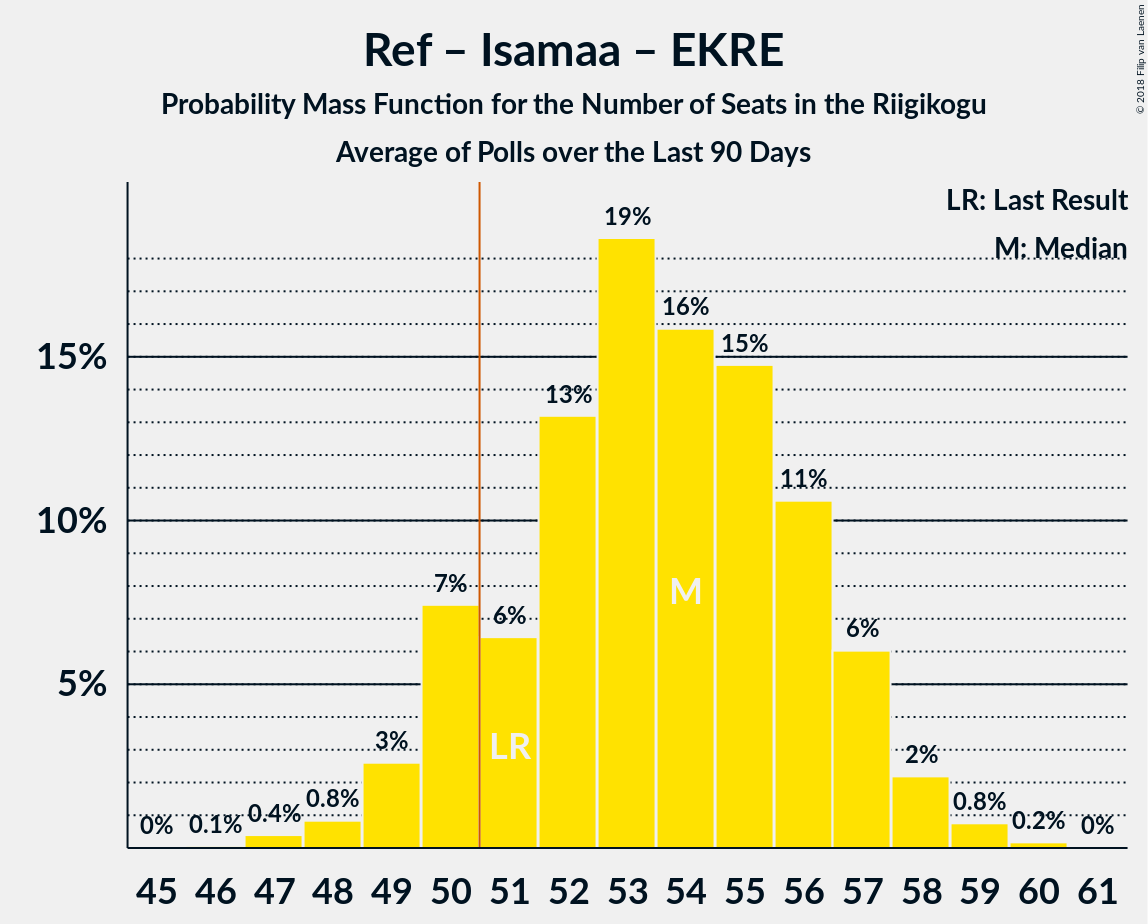 Ref – Isamaa – EKRE
Probability Mass Function for the Number of Seats in the Riigikogu
Average of Polls over the Last 90 Days
© 2018 Filip van Laenen
LR: Last Result
M: Median
15%
10%
5%
0%
0.1%
0.4%
0.8%
3%
7%
6%
13%
19%
16%
15%
11%
6%
2%
0.8%
0.2%
0%
LR
M
45 46 47 48 49 50 51 52 53 54 55 56 57 58 59 60 61